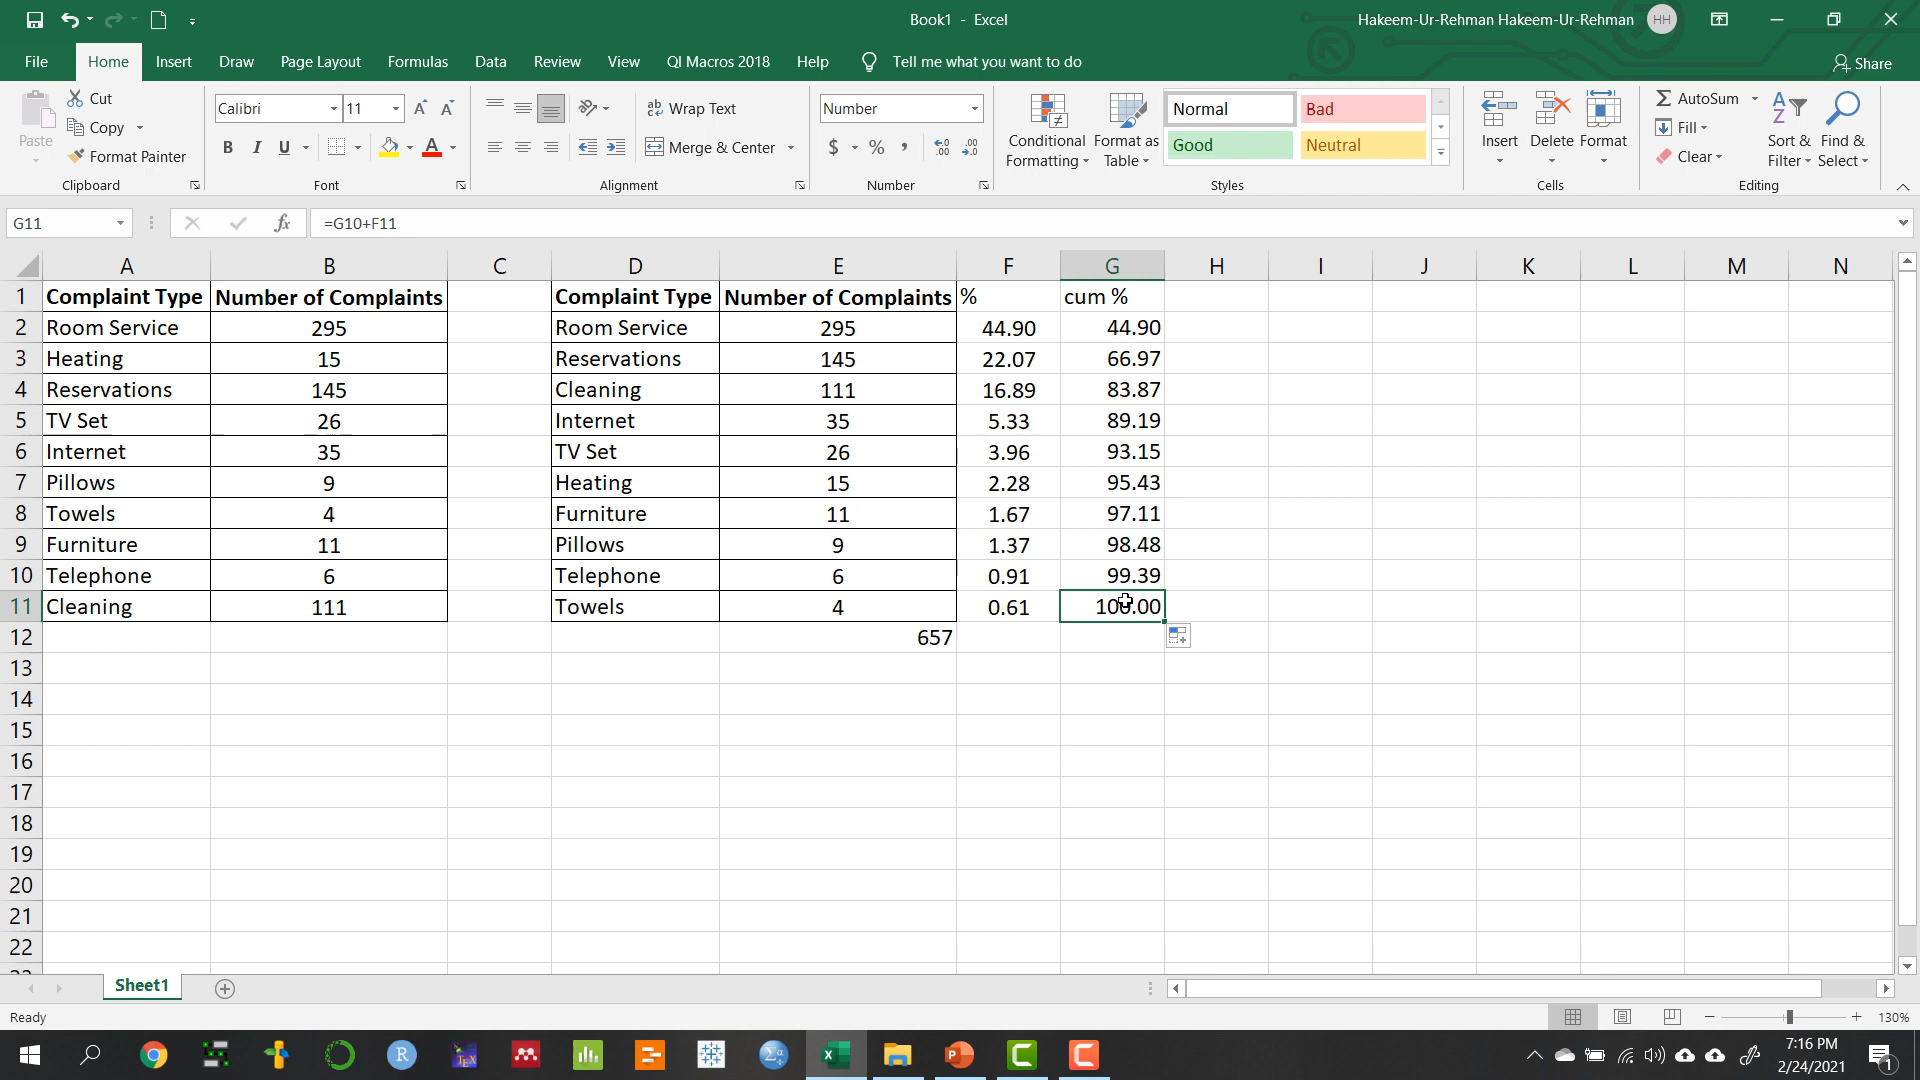 Book1 - Excel
Hakeem-Ur-Rehman Hakeem-Ur-Rehman HH
File Home Insert Draw Page Layout Formulas Data Review View QI Macros 2018 Help Tell me what you want to do Share
Paste Cut Copy Format Painter Clipboard
Calibri 11 B I U A Font
ab Wrap Text Merge & Center Alignment
Number $ % , Number
Conditional Formatting Format as Table Normal Bad Good Neutral Styles
Insert Delete Format Cells
AutoSum Fill Clear Sort & Filter Find & Select Editing
G11 fx =G10+F11
A B C D E F G H I J K L M N
1 Complaint Type Number of Complaints Complaint Type Number of Complaints % cum %
2 Room Service 295 Room Service 295 44.90 44.90
3 Heating 15 Reservations 145 22.07 66.97
4 Reservations 145 Cleaning 111 16.89 83.87
5 TV Set 26 Internet 35 5.33 89.19
6 Internet 35 TV Set 26 3.96 93.15
7 Pillows 9 Heating 15 2.28 95.43
8 Towels 4 Furniture 11 1.67 97.11
9 Furniture 11 Pillows 9 1.37 98.48
10 Telephone 6 Telephone 6 0.91 99.39
11 Cleaning 111 Towels 4 0.61 100.00
12 657
13
14
15
16
17
18
19
20
21
22
Sheet1
Ready 130%
7:16 PM
2/24/2021
1